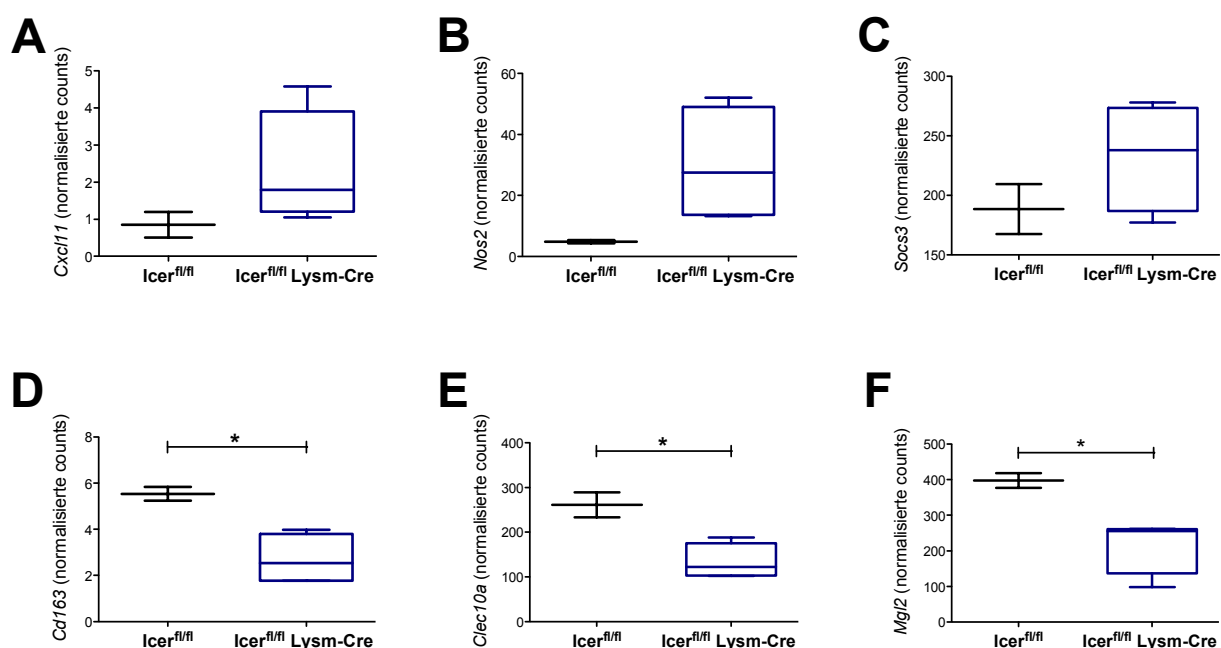 A
Cxcl11 (normalisierte counts)
5
4
3
2
1
0
Icerfl/fl
Icerfl/fl Lysm-Cre
B
Nos2 (normalisierte counts)
60
40
20
0
Icerfl/fl
Icerfl/fl Lysm-Cre
C
Socs3 (normalisierte counts)
300
250
200
150
Icerfl/fl
Icerfl/fl Lysm-Cre
D
Cd163 (normalisierte counts)
8
6
4
2
0
*
Icerfl/fl
Icerfl/fl Lysm-Cre
E
Clec10a (normalisierte counts)
400
300
200
100
0
*
Icerfl/fl
Icerfl/fl Lysm-Cre
F
Mgl2 (normalisierte counts)
500
400
300
200
100
0
*
Icerfl/fl
Icerfl/fl Lysm-Cre